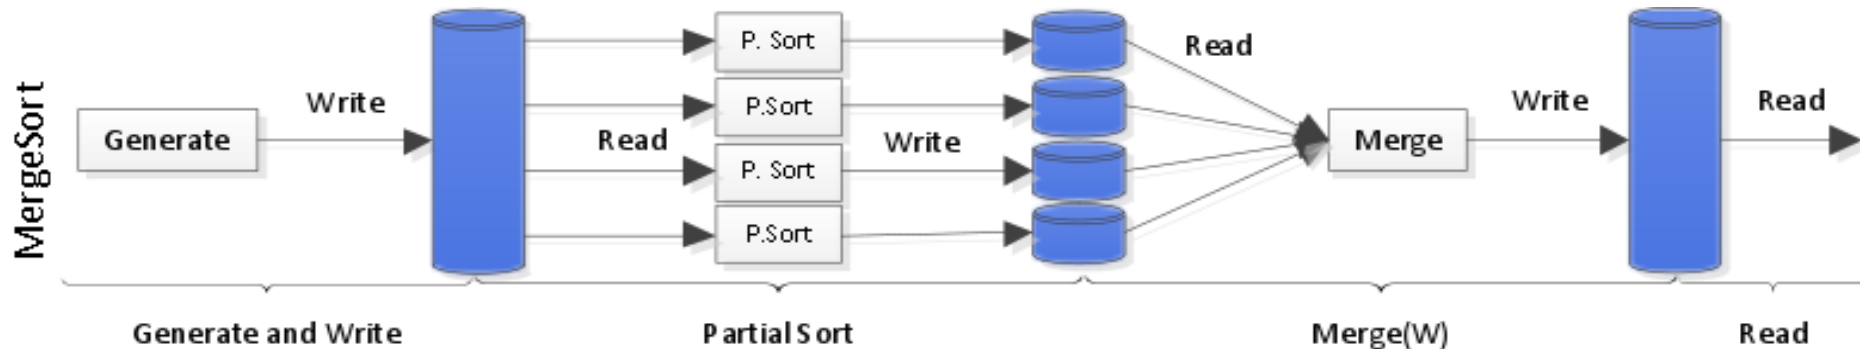 MergeSort
Generate
Write
Read
P. Sort
P.Sort
P. Sort
P.Sort
Write
Read
Merge
Write
Read
Generate and Write
Partial Sort
Merge(W)
Read